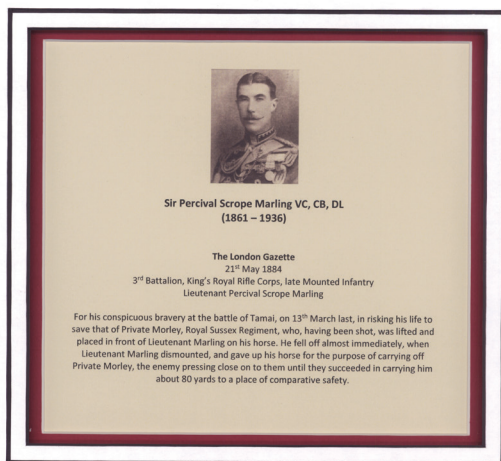 Sir Percival Scrope Marling VC, CB, DL
(1861 – 1936)
The London Gazette
21st May 1884
3rd Battalion, King's Royal Rifle Corps, late Mounted Infantry
Lieutenant Percival Scrope Marling
For his conspicuous bravery at the battle of Tamai, on 13th March last, in risking his life to
save that of Private Morley, Royal Sussex Regiment, who, having been shot, was lifted and
placed in front of Lieutenant Marling on his horse. He fell off almost immediately, when
Lieutenant Marling dismounted, and gave up his horse for the purpose of carrying off
Private Morley, the enemy pressing close on to them until they succeeded in carrying him
about 80 yards to a place of comparative safety.